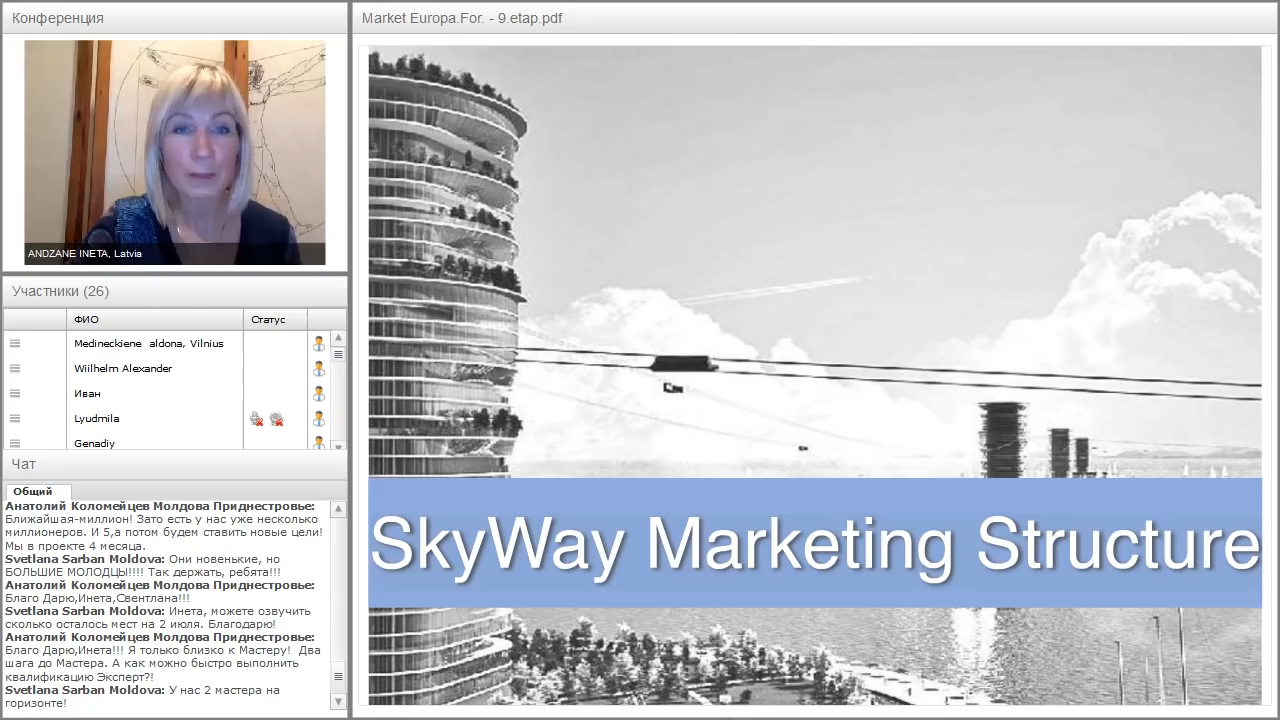 Конференция
ANDZANE INETA, Latvia
Участники (26)
ФИО Статус
Medineckiene aldona, Vilnius
Wiilhelm Alexander
Иван
Lyudmila
Genadiy
Чат
Общий
Анатолий Коломейцев Молдова Приднестровье:
Ближайшая-миллион! Зато есть у нас уже несколько
миллионеров. И 5,а потом будем ставить новые цели!
Мы в проекте 4 месяца.
Svetlana Sarban Moldova: Они новенькие, но
БОЛЬШИЕ МОЛОДЦЫ!!!! Так держать, ребята!!!
Анатолий Коломейцев Молдова Приднестровье:
Благо Дарю,Инета,Свентлана!!!
Svetlana Sarban Moldova: Инета, можете озвучить
сколько осталось мест на 2 июля. Благодарю!
Анатолий Коломейцев Молдова Приднестровье:
Благо Дарю,Инета!!! Я только близко к Мастеру! Два
шага до Мастера. А как можно быстро выполнить
квалификацию Эксперт?!
Svetlana Sarban Moldova: У нас 2 мастера на
горизонте!
Market Europa.For. - 9.etap.pdf
SkyWay Marketing Structure